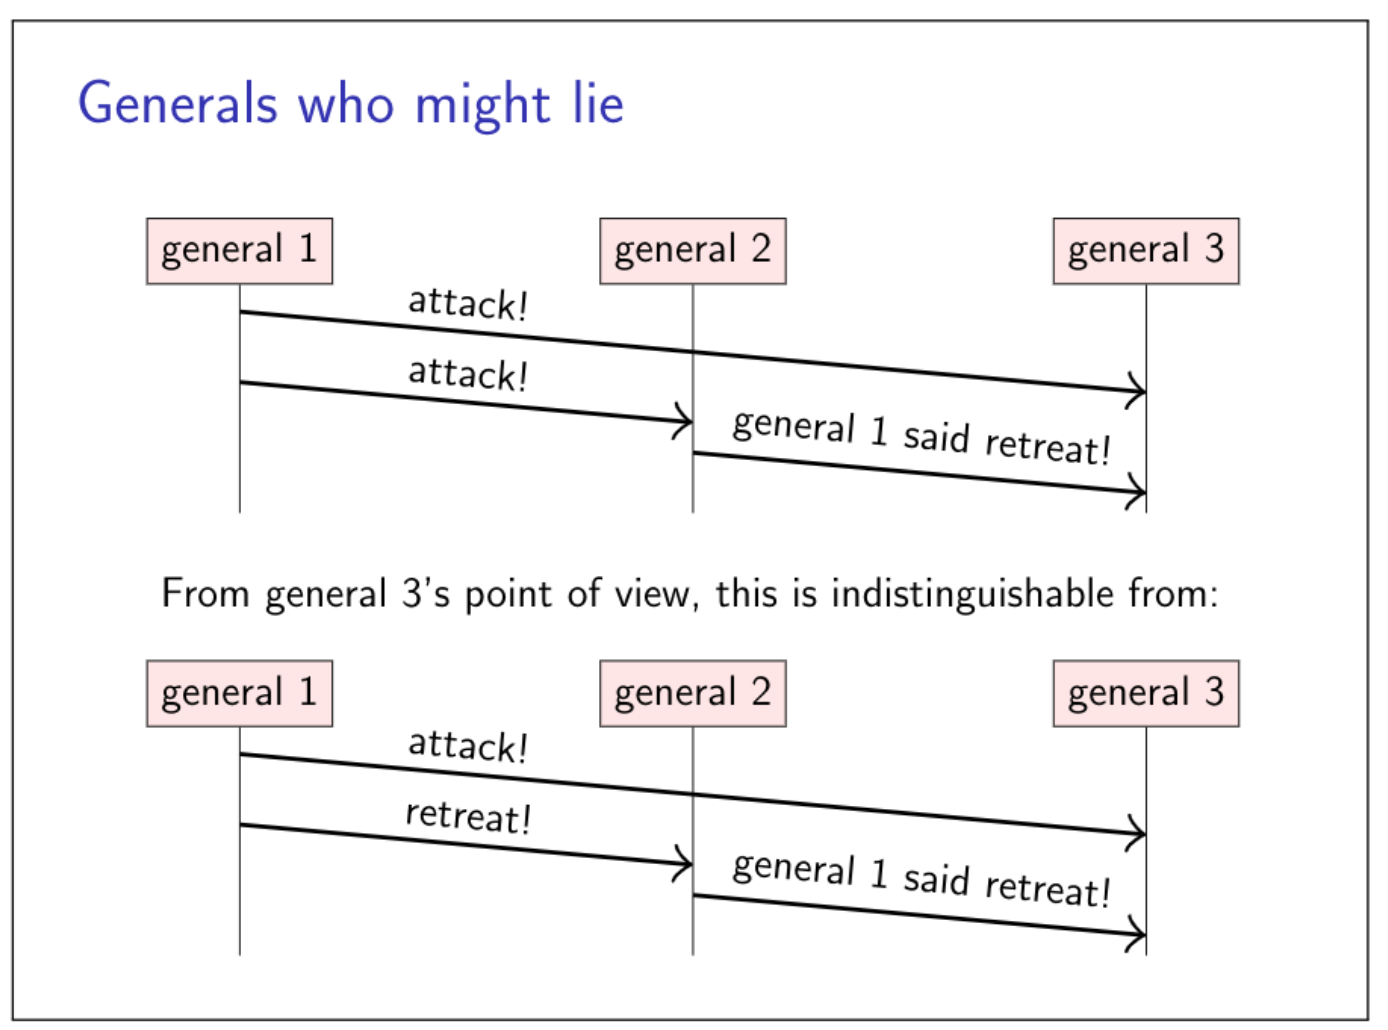 Generals who might lie
general 1
general 2
general 3
attack!
attack!
general 1 said retreat!
From general 3's point of view, this is indistinguishable from:
general 1
general 2
general 3
attack!
retreat!
general 1 said retreat!